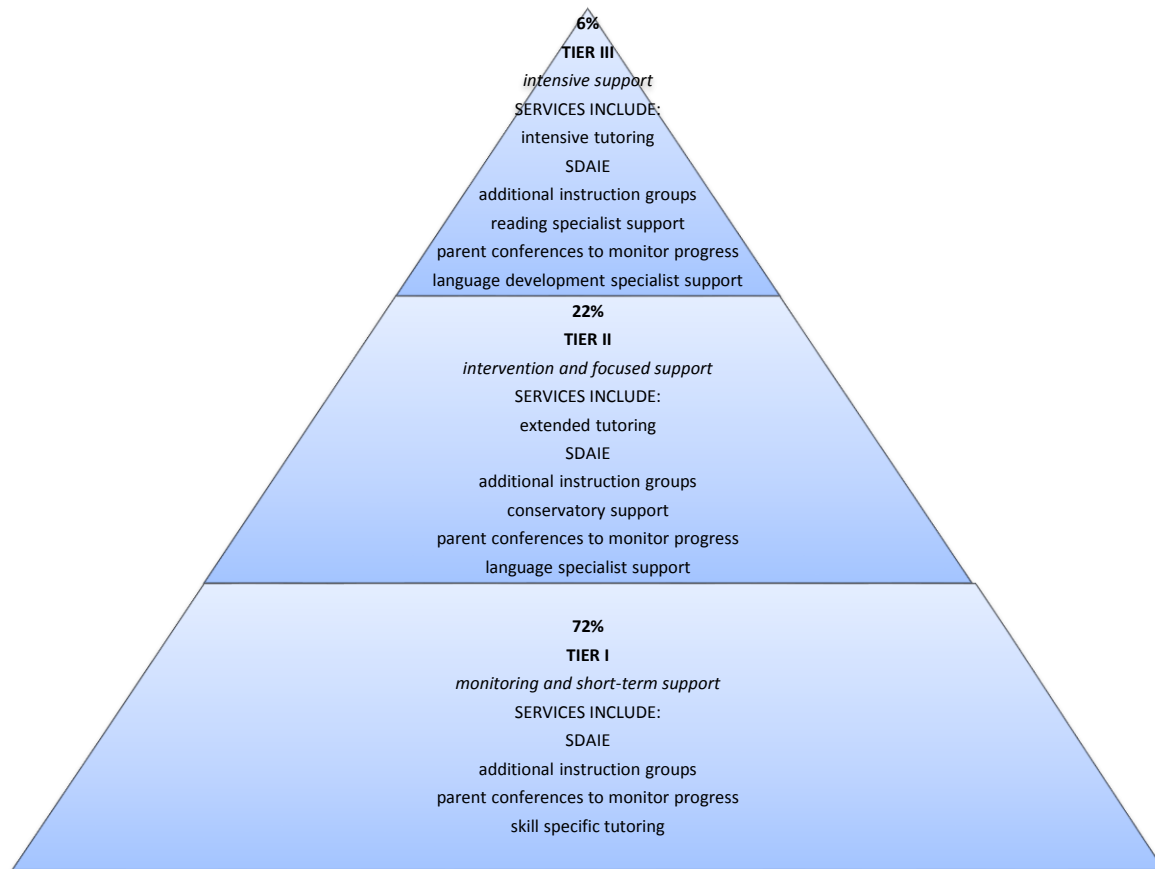 6%
TIER III
intensive support
SERVICES INCLUDE:
intensive tutoring
SDAIE
additional instruction groups
reading specialist support
parent conferences to monitor progress
language development specialist support
22%
TIER II
intervention and focused support
SERVICES INCLUDE:
extended tutoring
SDAIE
additional instruction groups
conservatory support
parent conferences to monitor progress
language specialist support
72%
TIER I
monitoring and short-term support
SERVICES INCLUDE:
SDAIE
additional instruction groups
parent conferences to monitor progress
skill specific tutoring